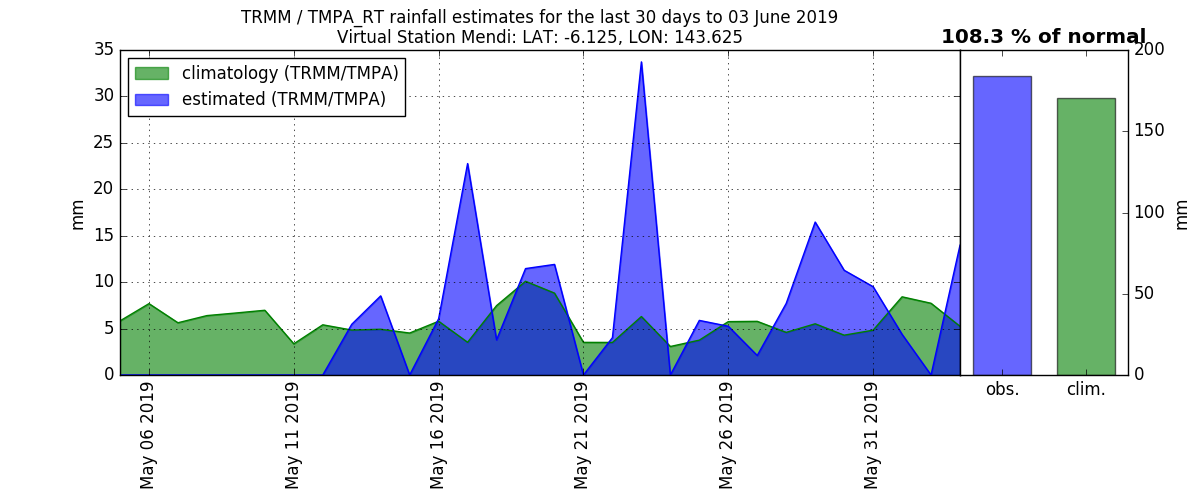 TRMM / TMPA_RT rainfall estimates for the last 30 days to 03 June 2019
Virtual Station Mendi: LAT: -6.125, LON: 143.625
108.3 % of normal
climatology (TRMM/TMPA)
estimated (TRMM/TMPA)
35
30
25
20
15
10
5
0
mm
May 06 2019
May 11 2019
May 16 2019
May 21 2019
May 26 2019
May 31 2019
obs.
clim.
200
150
100
50
0
mm